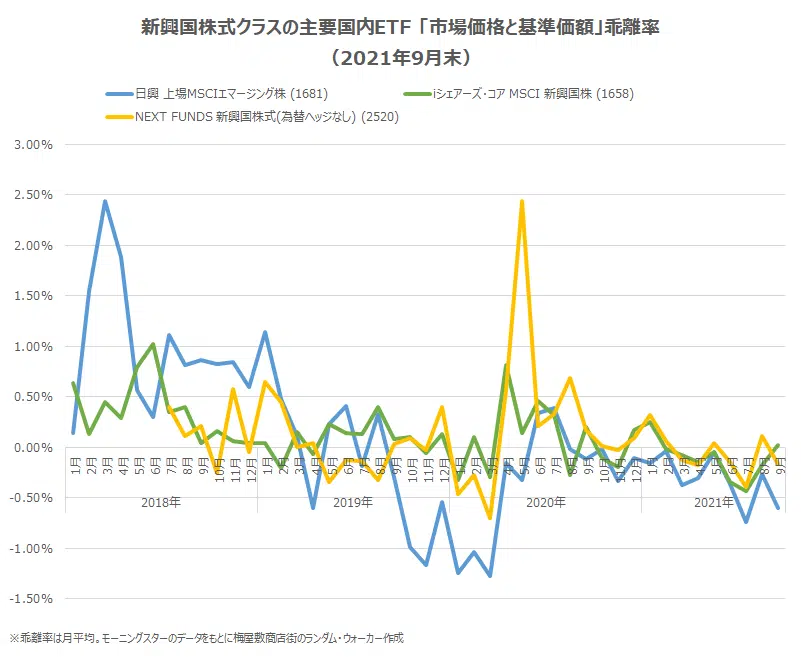 新興国株式クラスの主要国内ETF 「市場価格と基準価額」乖離率
（2021年9月末）
日興 上場MSCIエマージング株 (1681)
iシェアーズ・コア MSCI 新興国株 (1658)
NEXT FUNDS 新興国株式(為替ヘッジなし) (2520)
3.00%
2.50%
2.00%
1.50%
1.00%
0.50%
0.00%
-0.50%
-1.00%
-1.50%
1月 2月 3月 4月 5月 6月 7月 8月 9月 10月 11月 12月 1月 2月 3月 4月 5月 6月 7月 8月 9月 10月 11月 12月 1月 2月 3月 4月 5月 6月 7月 8月 9月 10月 11月 12月 1月 2月 3月 4月 5月 6月 7月 8月 9月
2018年 2019年 2020年 2021年
※乖離率は月平均。モーニングスターのデータをもとに梅屋敷商店街のランダム・ウォーカー作成